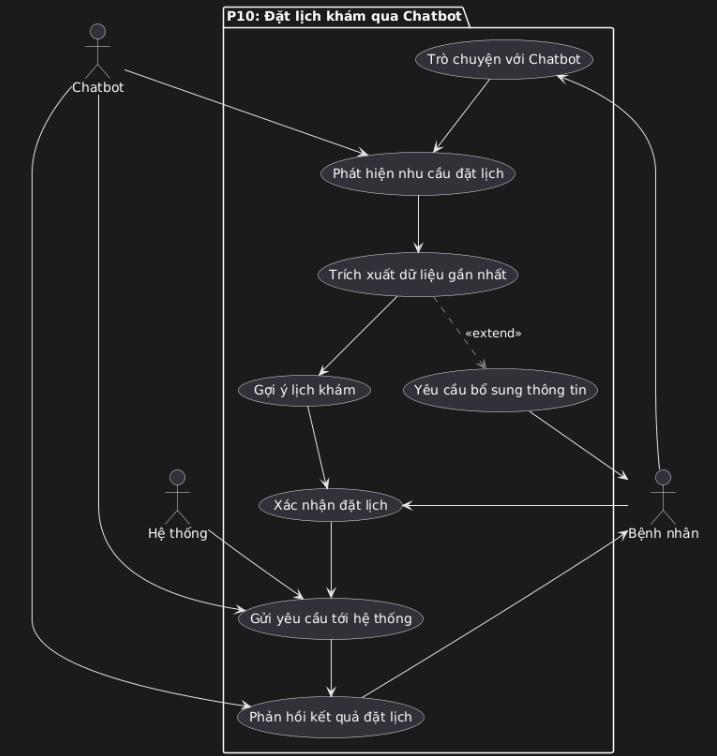 P10: Đặt lịch khám qua Chatbot
Trò chuyện với Chatbot
Chatbot
Phát hiện nhu cầu đặt lịch
Trích xuất dữ liệu gần nhất
«extend»
Gợi ý lịch khám
Yêu cầu bổ sung thông tin
Xác nhận đặt lịch
Hệ thống
Bệnh nhân
Gửi yêu cầu tới hệ thống
Phản hồi kết quả đặt lịch